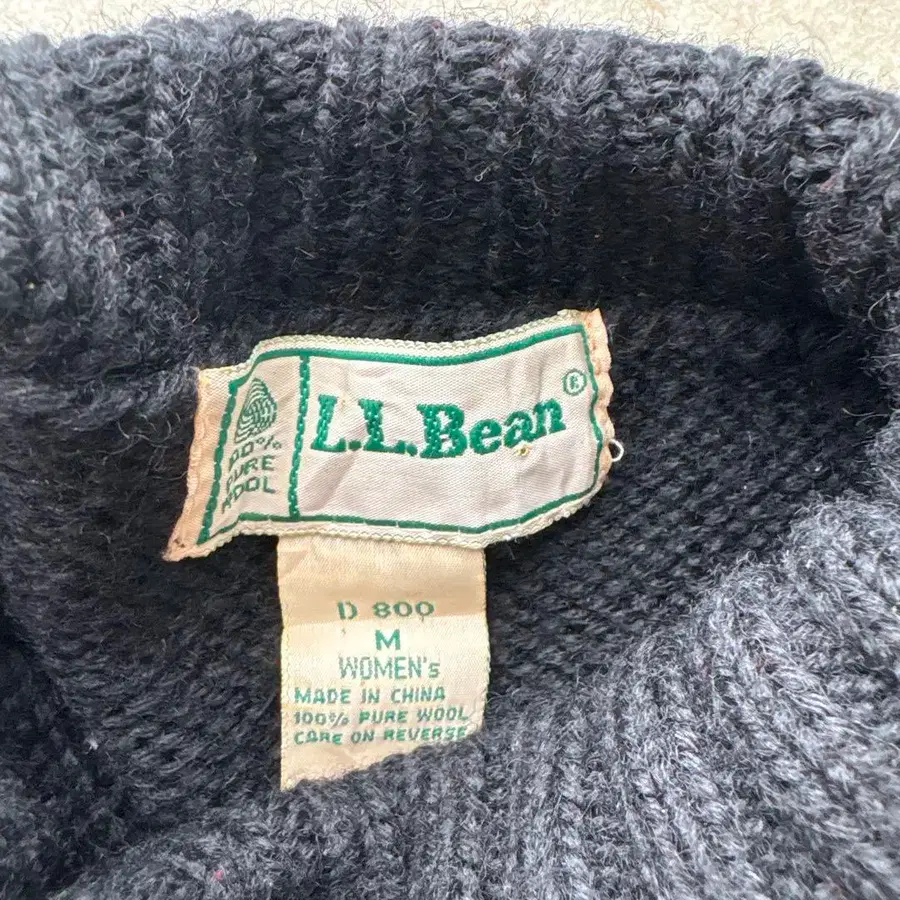 100%
PURE
WOOL
L.L.Bean®
D 800
M
WOMEN's
MADE IN CHINA
100% PURE WOOL
CARE ON REVERSE